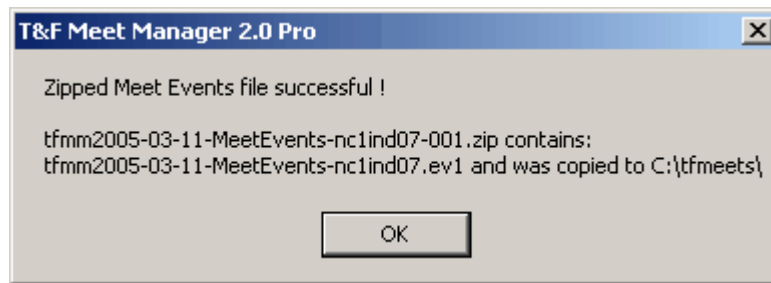 T&F Meet Manager 2.0 Pro
Zipped Meet Events file successful !
tfmm2005-03-11-MeetEvents-nc1ind07-001.zip contains:
tfmm2005-03-11-MeetEvents-nc1ind07.ev1 and was copied to C:\tfmeets\
OK